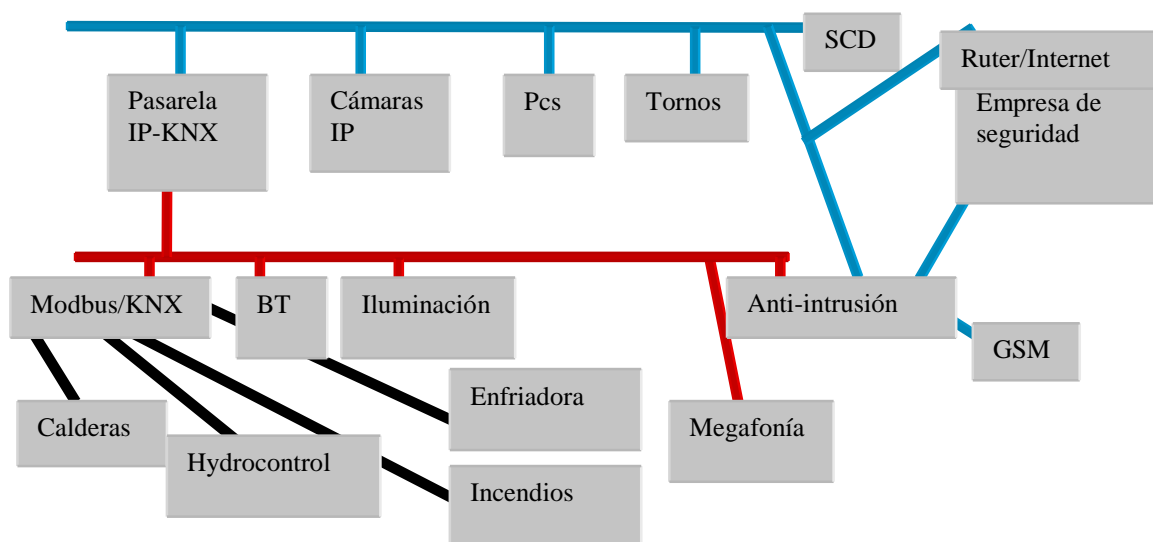 SCD
Ruter/Internet
Pasarela
IP-KNX
Cámaras
IP
Pcs
Tornos
Empresa de
seguridad
Modbus/KNX
BT
Iluminación
Anti-intrusión
GSM
Enfriadora
Calderas
Megafonía
Hydrocontrol
Incendios